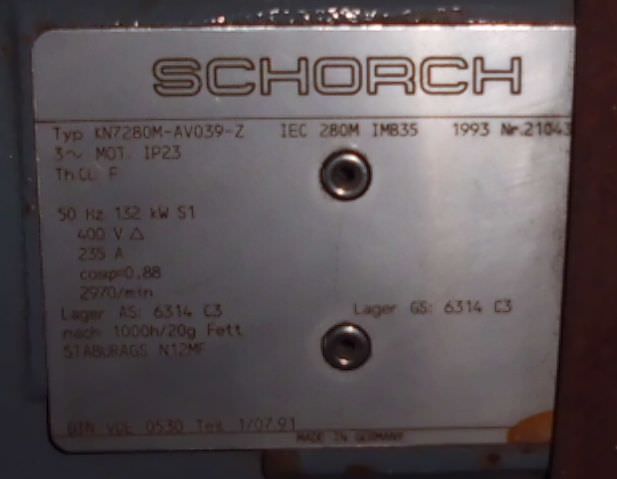 SCHORCH
Typ KN7280M-AV039-Z IEC 280M IMB35 1993 Nr.21043
3~ MOT. IP23
Th.Cl. F
50 Hz 132 kW S1
400 V △
235 A
cosφ=0.88
2970/min
Lager AS: 6314 C3 Lager GS: 6314 C3
nach 1000h/20g Fett
STABURAGS N12MF
DIN VDE 0530 Teil 1/07.91
MADE IN GERMANY